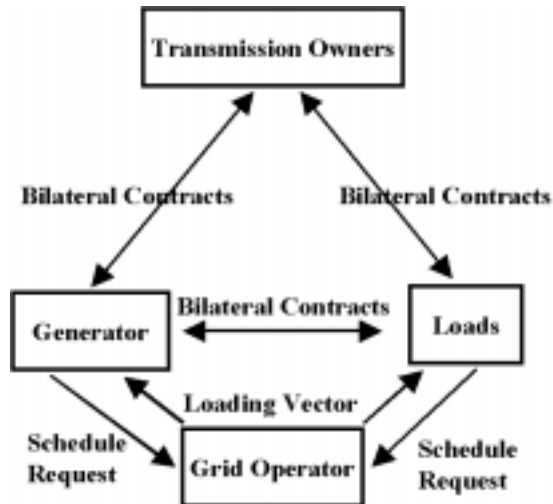 Transmission Owners
Bilateral Contracts
Bilateral Contracts
Bilateral Contracts
Generator
Loads
Loading Vector
Schedule
Request
Grid Operator
Schedule
Request